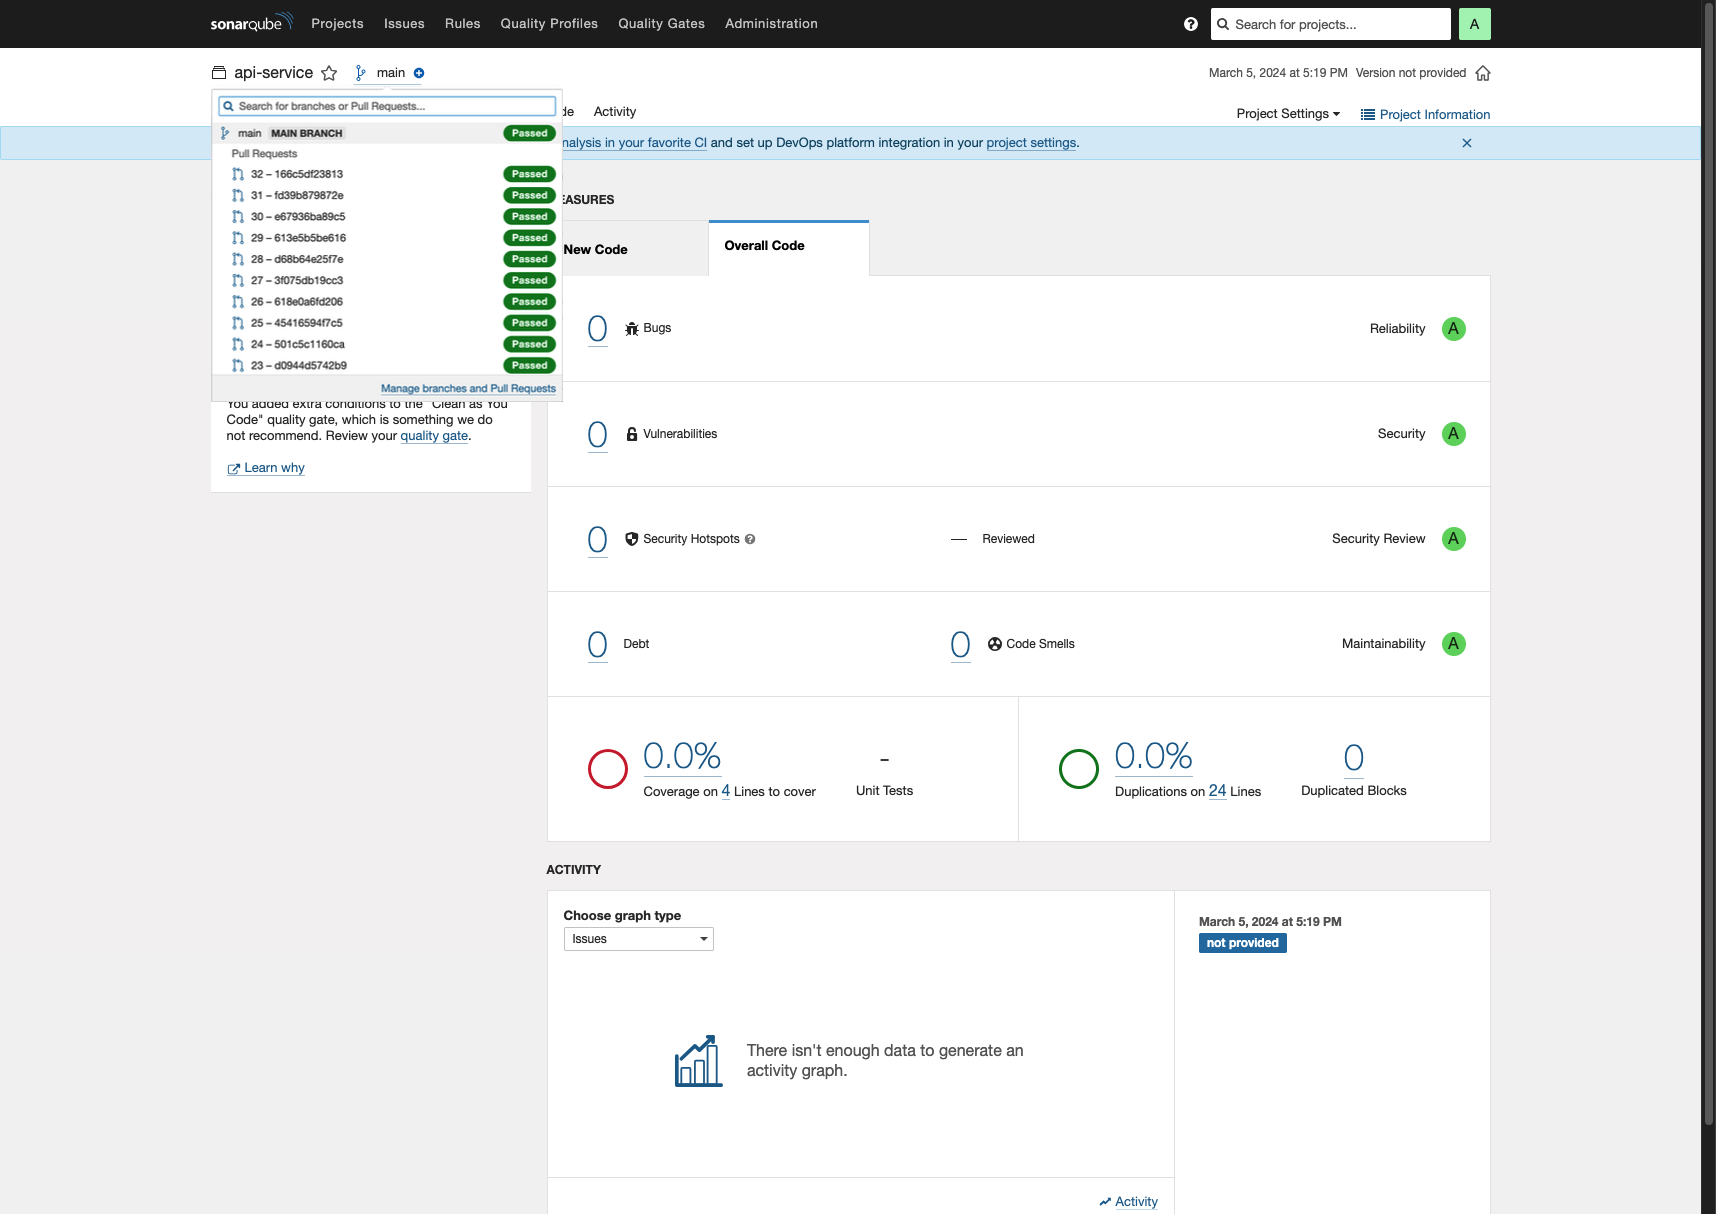 sonarqube Projects Issues Rules Quality Profiles Quality Gates Administration Search for projects... A
api-service main March 5, 2024 at 5:19 PM Version not provided
Search for branches or Pull Requests...
de Activity Project Settings Project Information
main MAIN BRANCH Passed
nalysis in your favorite CI and set up DevOps platform integration in your project settings.
Pull Requests
32 – 166c5df23813 Passed
31 – fd39b879872e Passed
30 – e67936ba89c5 Passed
29 – 613e5b5be616 Passed
28 – d68b64e25f7e Passed
27 – 3f075db19cc3 Passed
26 – 618e0a6fd206 Passed
25 – 45416594f7c5 Passed
24 – 501c5c1160ca Passed
23 – d0944d5742b9 Passed
Manage branches and Pull Requests
You added extra conditions to the "Clean as You
Code" quality gate, which is something we do
not recommend. Review your quality gate.
Learn why
EASURES
New Code Overall Code
0 Bugs Reliability A
0 Vulnerabilities Security A
0 Security Hotspots ? Reviewed Security Review A
0 Debt 0 Code Smells Maintainability A
0.0% - 0.0% 0
Coverage on 4 Lines to cover Unit Tests Duplications on 24 Lines Duplicated Blocks
ACTIVITY
Choose graph type
Issues
March 5, 2024 at 5:19 PM
not provided
There isn't enough data to generate an
activity graph.
Activity